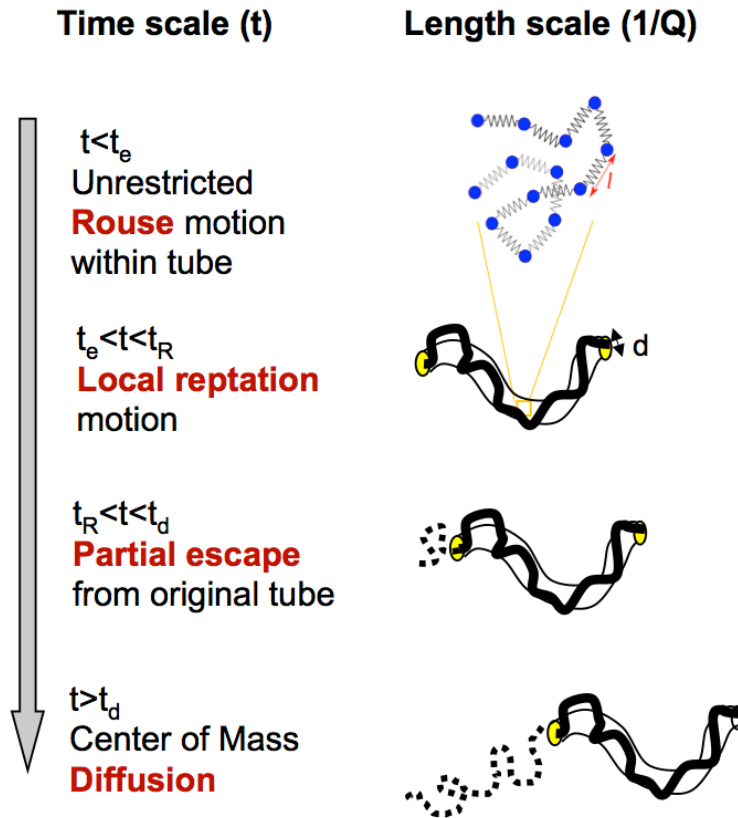 Time scale (t)
Length scale (1/Q)
t<te
Unrestricted
Rouse motion
within tube
l
te<t<tR
Local reptation
motion
d
tR<t<td
Partial escape
from original tube
t>td
Center of Mass
Diffusion